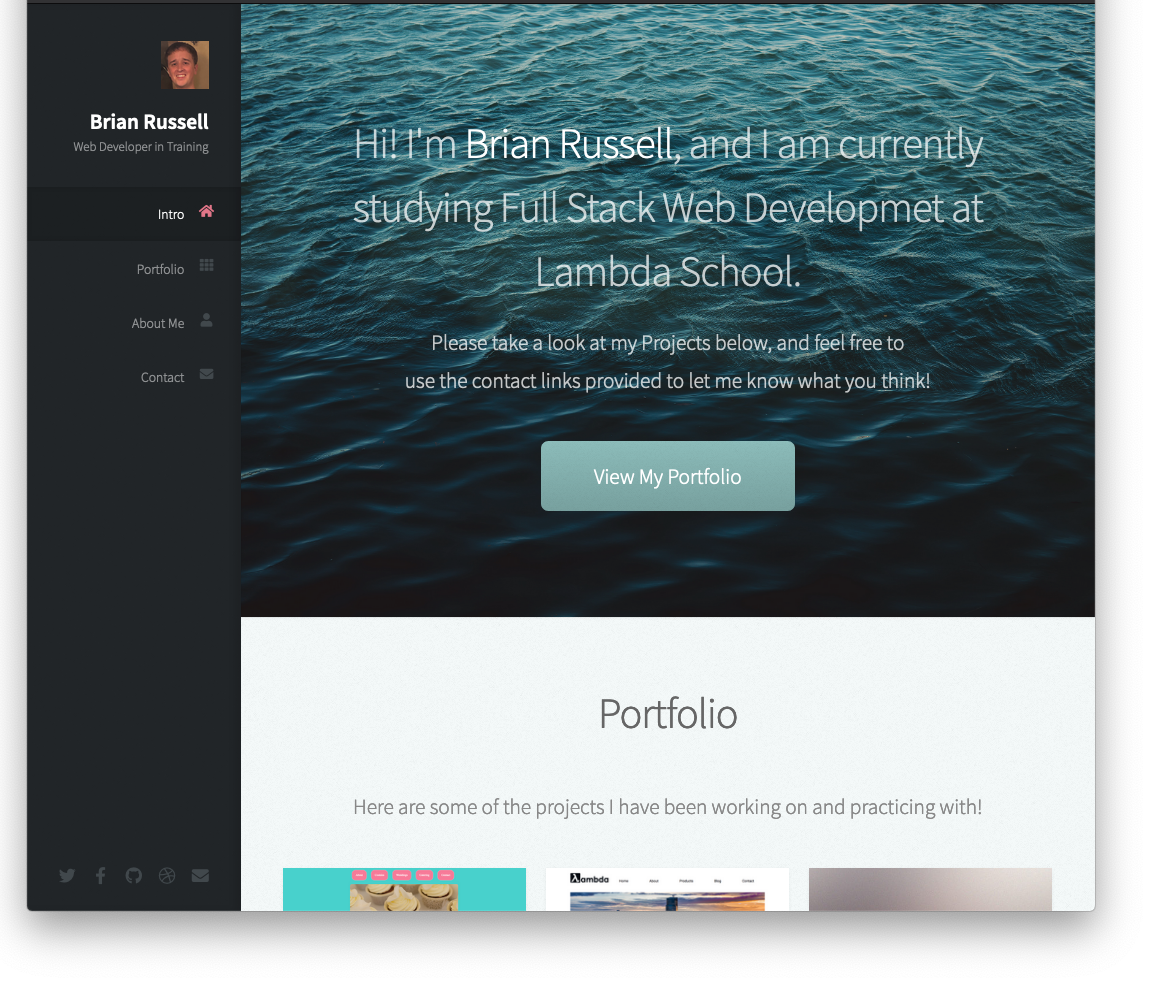 Brian Russell
Web Developer in Training
Intro
Portfolio
About Me
Contact
Hi! I'm Brian Russell, and I am currently
studying Full Stack Web Developmet at
Lambda School.
Please take a look at my Projects below, and feel free to
use the contact links provided to let me know what you think!
View My Portfolio
Portfolio
Here are some of the projects I have been working on and practicing with!
ambda Home About Products Blog Contact